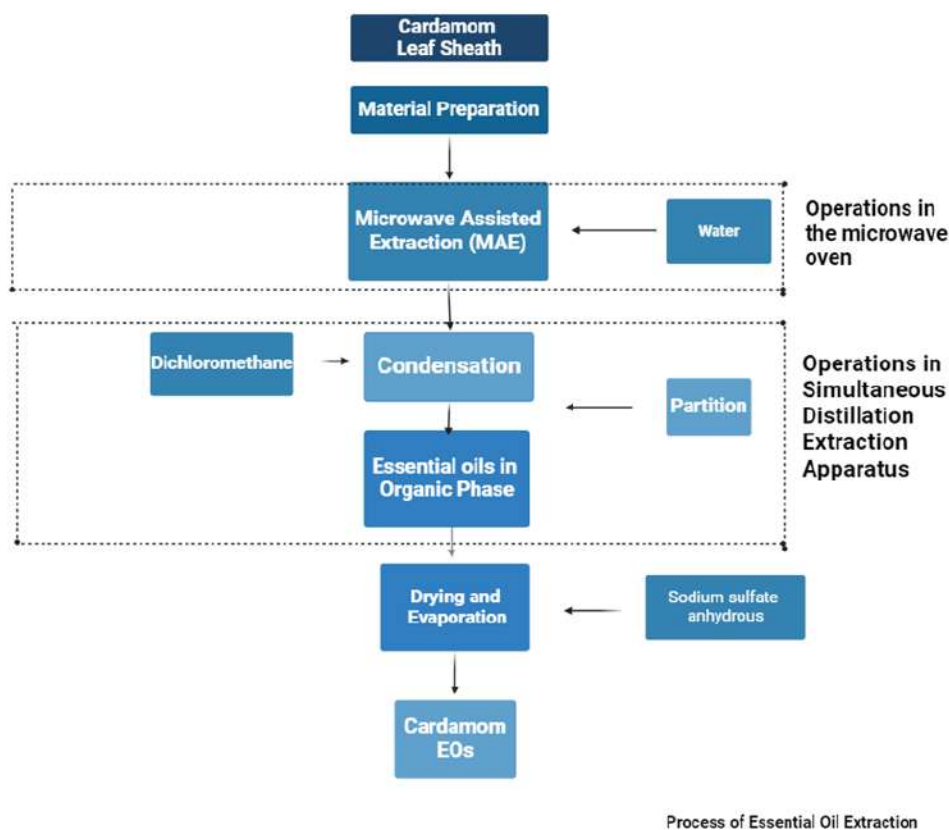 Cardamom
Leaf Sheath
Material Preparation
Microwave Assisted
Extraction (MAE)
Water
Operations in
the microwave
oven
Dichloromethane
Condensation
Partition
Operations in
Simultaneous
Distillation
Extraction
Apparatus
Essential oils in
Organic Phase
Drying and
Evaporation
Sodium sulfate
anhydrous
Cardamom
EOs
Process of Essential Oil Extraction